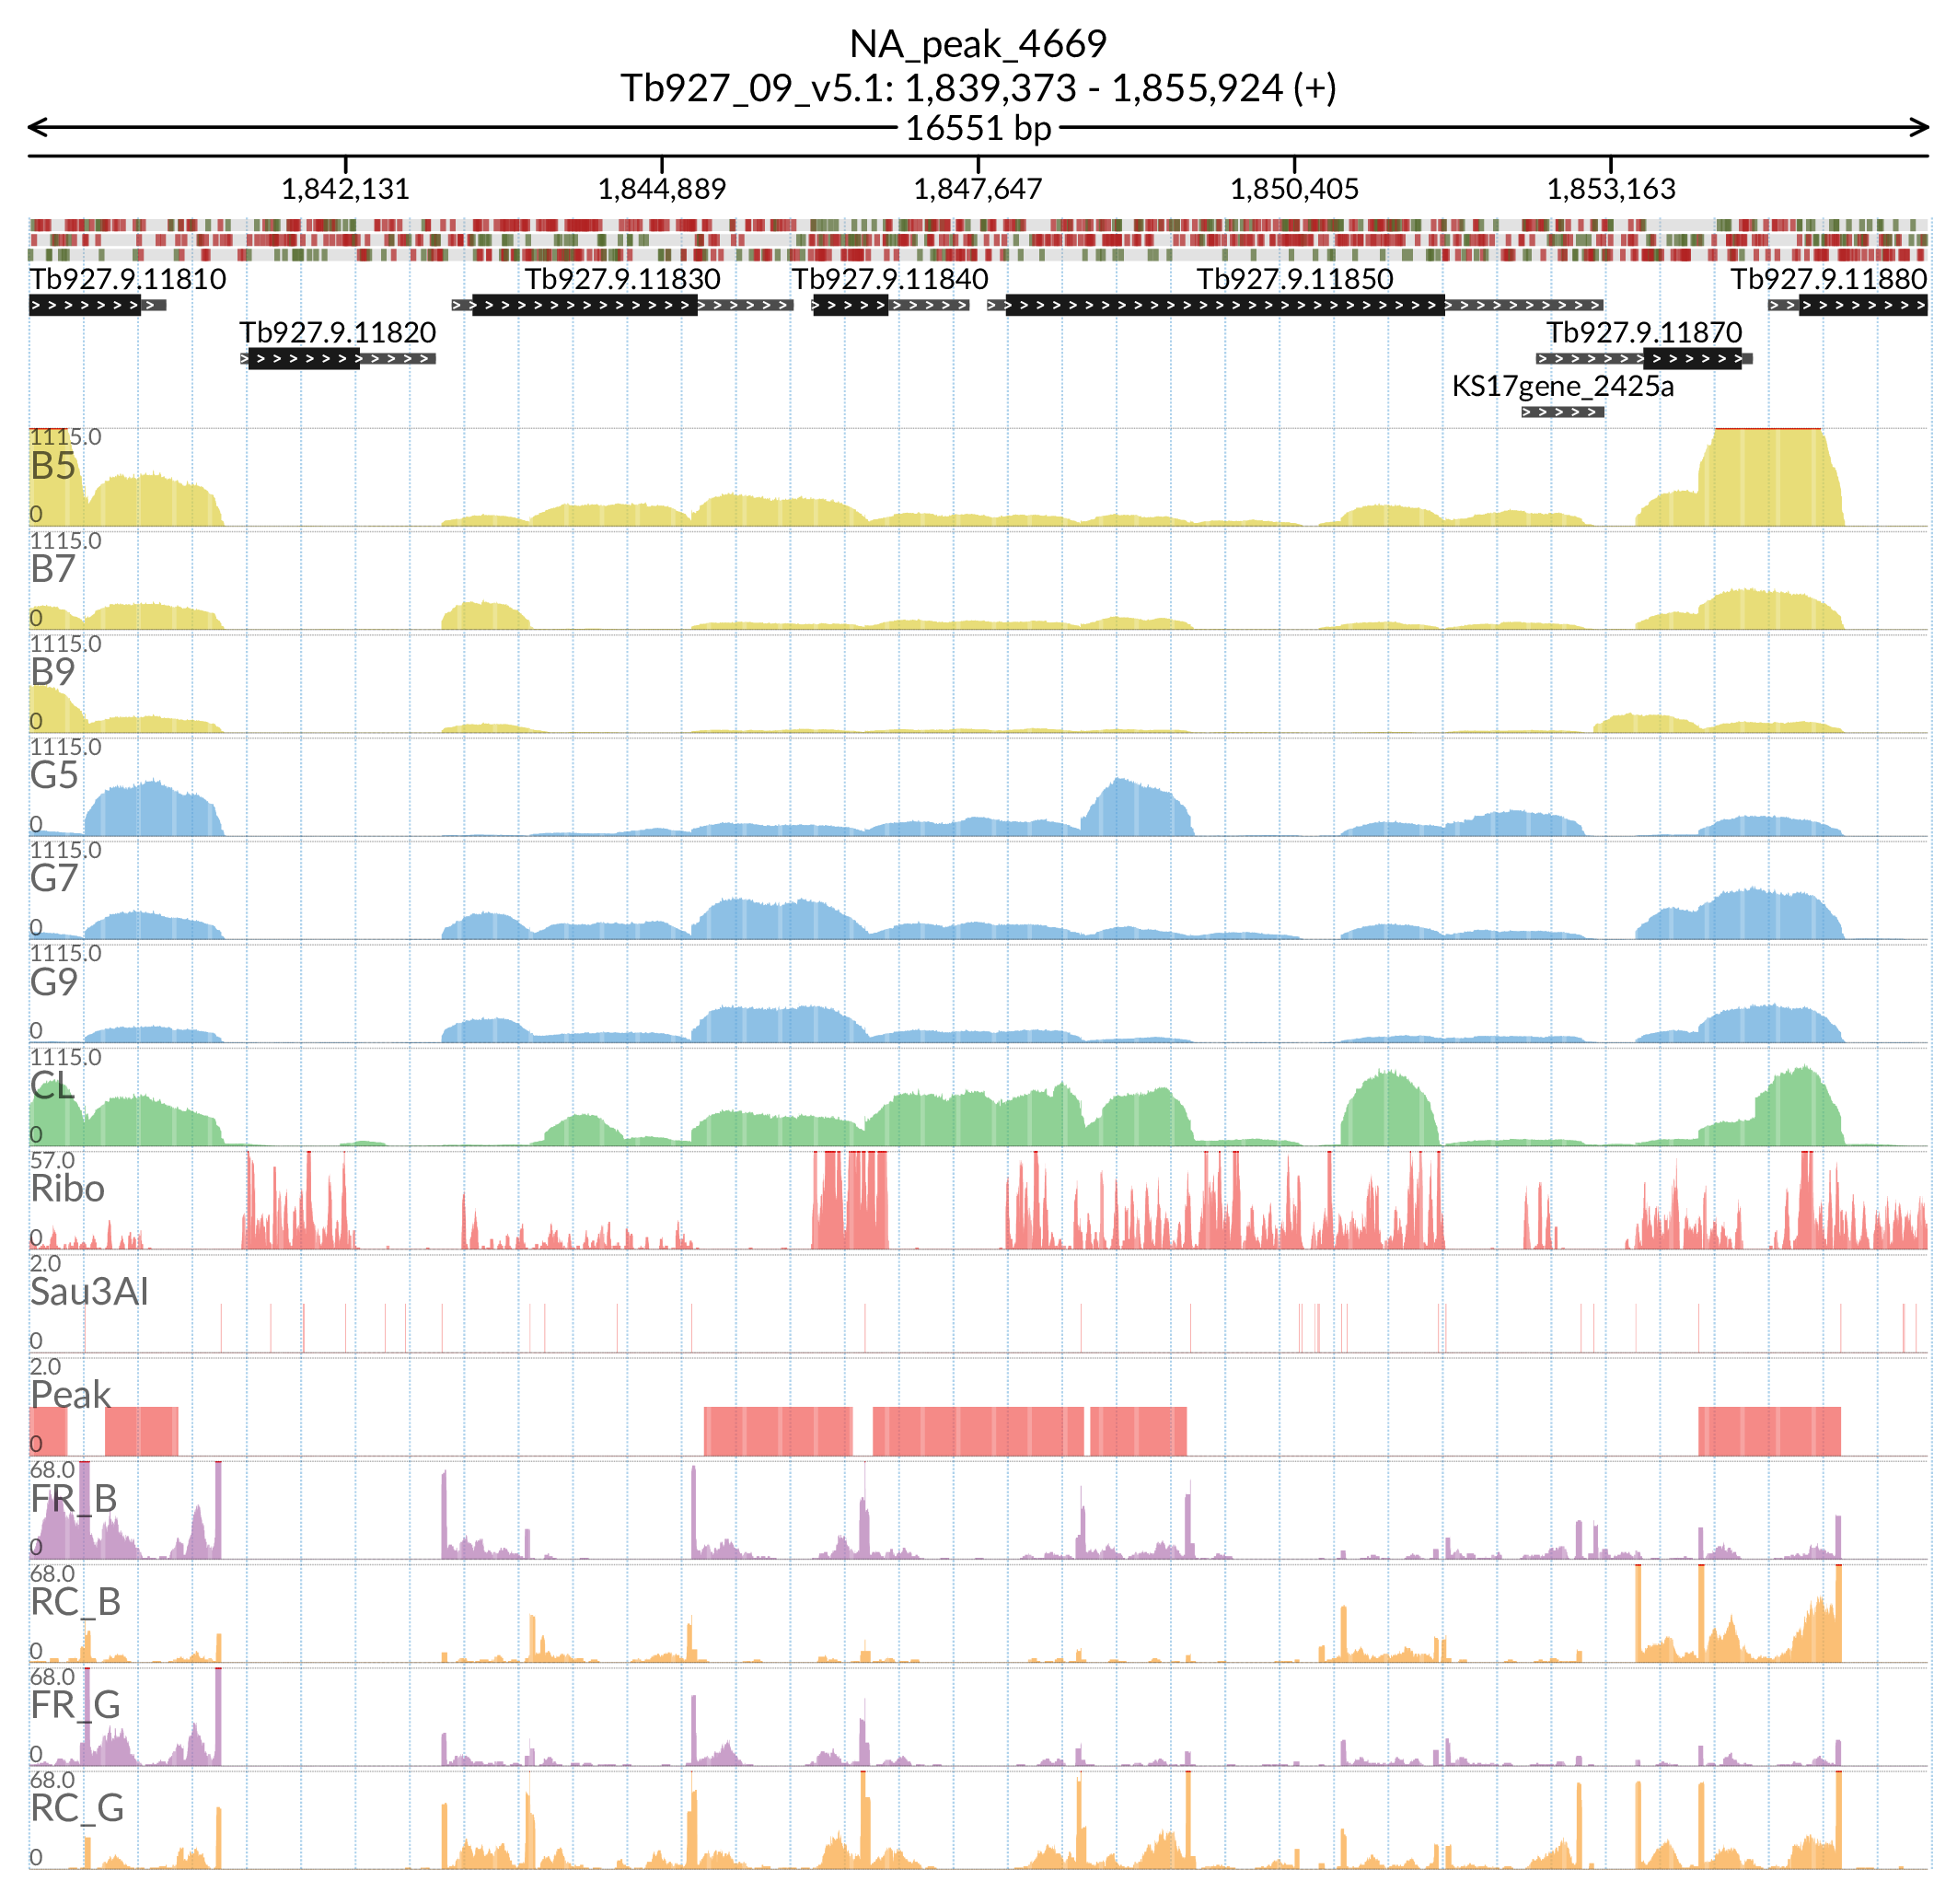 NA_peak_4669
Tb927_09_v5.1: 1,839,373 - 1,855,924 (+)
16551 bp
1,842,131 1,844,889 1,847,647 1,850,405 1,853,163
Tb927.9.11810 Tb927.9.11830 Tb927.9.11840 Tb927.9.11850 Tb927.9.11880
Tb927.9.11820 Tb927.9.11870
KS17gene_2425a
1115.0
B5
0
1115.0
B7
0
1115.0
B9
0
1115.0
G5
0
1115.0
G7
0
1115.0
G9
0
1115.0
CL
0
57.0
Ribo
0
2.0
Sau3AI
0
2.0
Peak
0
68.0
FR_B
0
68.0
RC_B
0
68.0
FR_G
0
68.0
RC_G
0